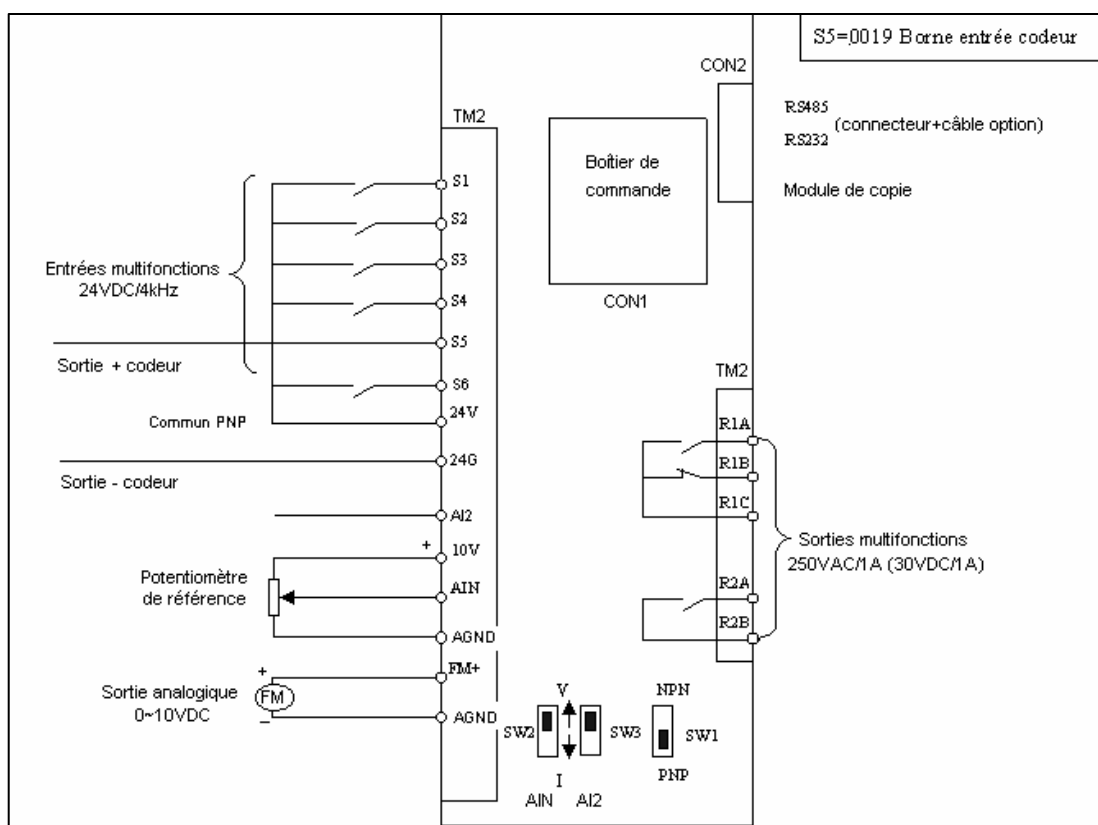 S5=0019 Borne entrée codeur
CON2
TM2
RS485
(connecteur+câble option)
RS232
Boîtier de
commande
Module de copie
CON1
S1
S2
S3
S4
S5
S6
24V
24G
AI2
+
10V
AIN
AGND
FM+
AGND
Entrées multifonctions
24VDC/4kHz
Sortie + codeur
Commun PNP
Sortie - codeur
Potentiomètre
de référence
Sortie analogique
0~10VDC
+
FM
–
TM2
R1A
R1B
R1C
R2A
R2B
Sorties multifonctions
250VAC/1A (30VDC/1A)
V
NPN
SW2
SW3
SW1
I
PNP
AIN
AI2